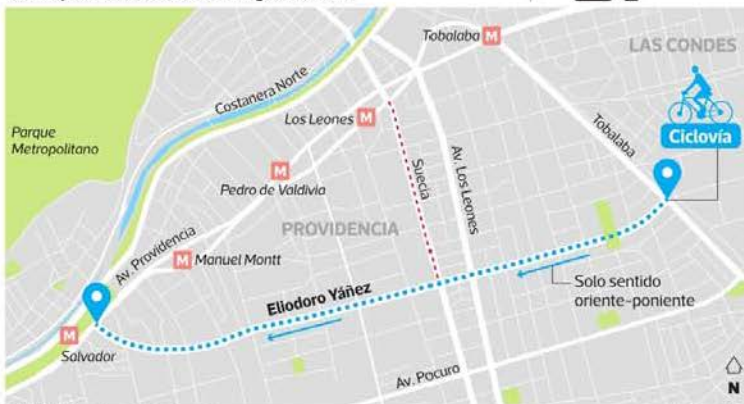 Tobalaba M
LAS CONDES
Costanera Norte
Ciclovía
Parque
Metropolitano
Los Leones M
Tobalaba
M
Pedro de Valdivia
Suecia
Av. Los Leones
PROVIDENCIA
Av. Providencia
M Manuel Montt
Eliodoro Yáñez
Solo sentido
oriente-poniente
M
Salvador
Av. Pocuro
N